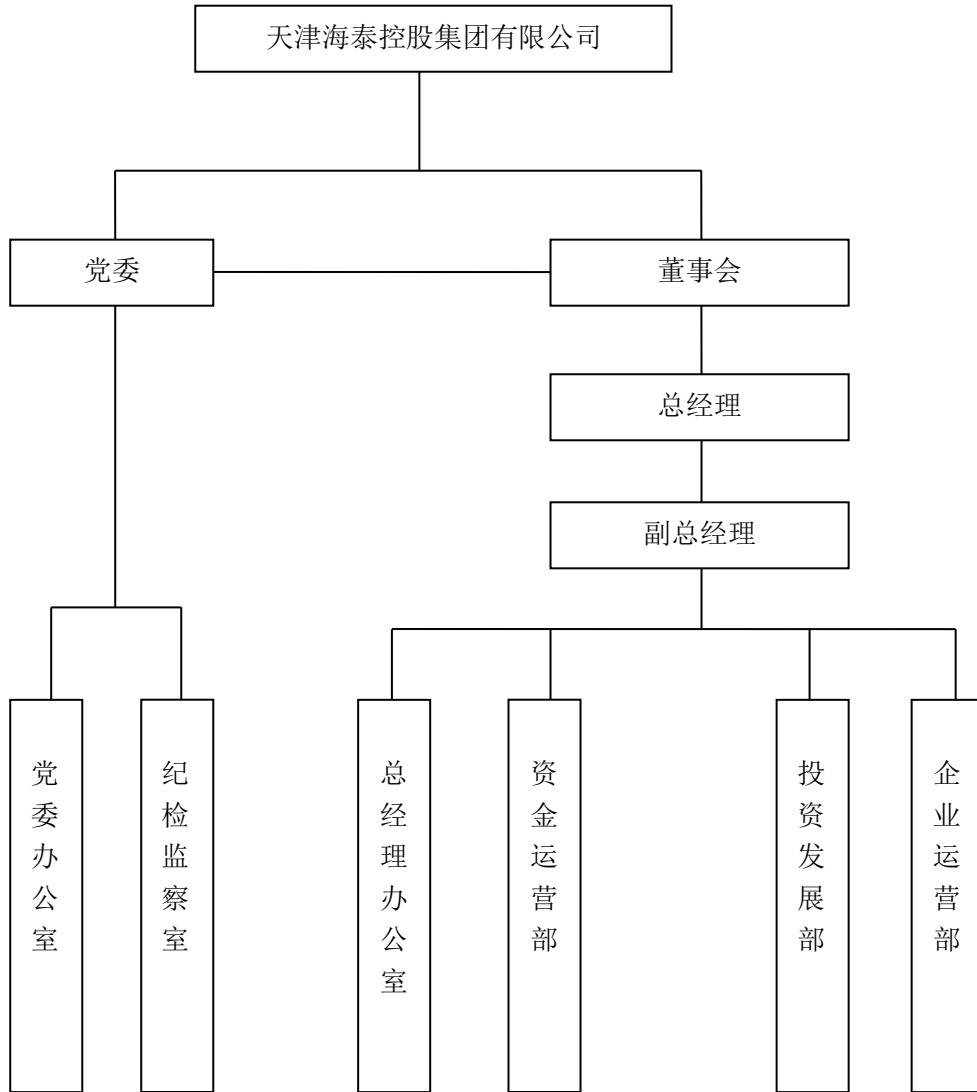 天津海泰控股集团有限公司
党委
董事会
总经理
副总经理
党委办公室
纪检监察室
总经理办公室
资金运营部
投资发展部
企业运营部